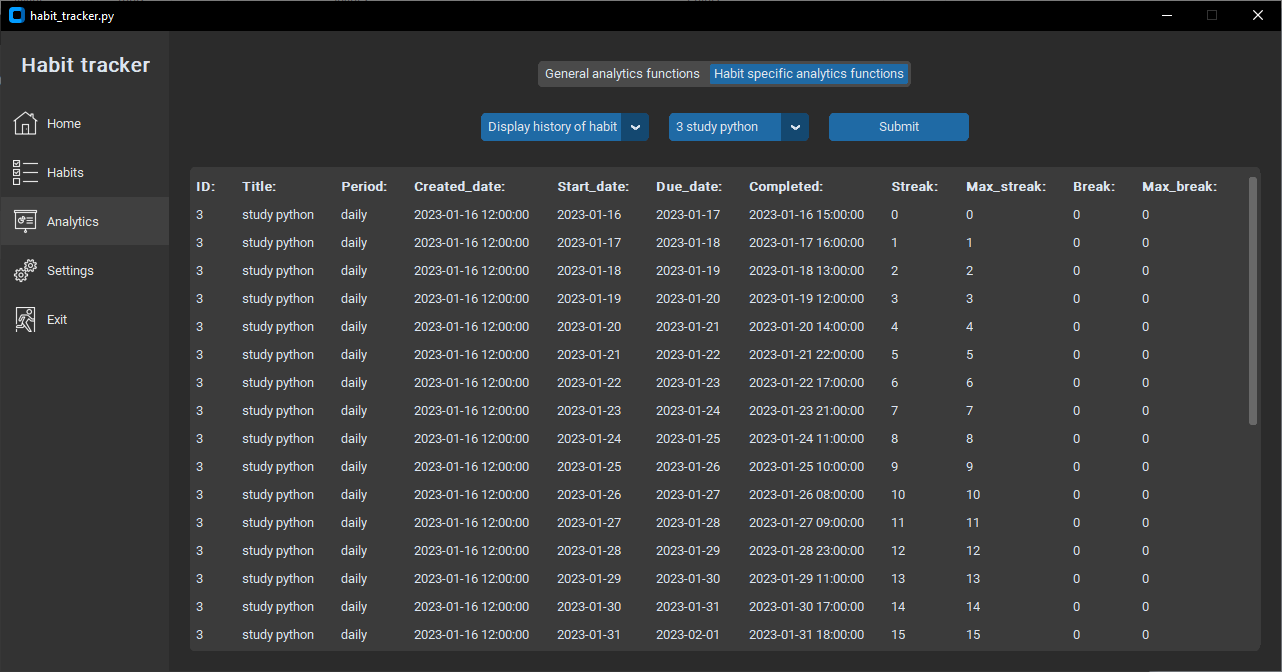 habit_tracker.py
Habit tracker
Home
Habits
Analytics
Settings
Exit
General analytics functions Habit specific analytics functions
Display history of habit 3 study python Submit
ID: Title: Period: Created_date: Start_date: Due_date: Completed: Streak: Max_streak: Break: Max_break:
3 study python daily 2023-01-16 12:00:00 2023-01-16 2023-01-17 2023-01-16 15:00:00 0 0 0 0
3 study python daily 2023-01-16 12:00:00 2023-01-17 2023-01-18 2023-01-17 16:00:00 1 1 0 0
3 study python daily 2023-01-16 12:00:00 2023-01-18 2023-01-19 2023-01-18 13:00:00 2 2 0 0
3 study python daily 2023-01-16 12:00:00 2023-01-19 2023-01-20 2023-01-19 12:00:00 3 3 0 0
3 study python daily 2023-01-16 12:00:00 2023-01-20 2023-01-21 2023-01-20 14:00:00 4 4 0 0
3 study python daily 2023-01-16 12:00:00 2023-01-21 2023-01-22 2023-01-21 22:00:00 5 5 0 0
3 study python daily 2023-01-16 12:00:00 2023-01-22 2023-01-23 2023-01-22 17:00:00 6 6 0 0
3 study python daily 2023-01-16 12:00:00 2023-01-23 2023-01-24 2023-01-23 21:00:00 7 7 0 0
3 study python daily 2023-01-16 12:00:00 2023-01-24 2023-01-25 2023-01-24 11:00:00 8 8 0 0
3 study python daily 2023-01-16 12:00:00 2023-01-25 2023-01-26 2023-01-25 10:00:00 9 9 0 0
3 study python daily 2023-01-16 12:00:00 2023-01-26 2023-01-27 2023-01-26 08:00:00 10 10 0 0
3 study python daily 2023-01-16 12:00:00 2023-01-27 2023-01-28 2023-01-27 09:00:00 11 11 0 0
3 study python daily 2023-01-16 12:00:00 2023-01-28 2023-01-29 2023-01-28 23:00:00 12 12 0 0
3 study python daily 2023-01-16 12:00:00 2023-01-29 2023-01-30 2023-01-29 11:00:00 13 13 0 0
3 study python daily 2023-01-16 12:00:00 2023-01-30 2023-01-31 2023-01-30 17:00:00 14 14 0 0
3 study python daily 2023-01-16 12:00:00 2023-01-31 2023-02-01 2023-01-31 18:00:00 15 15 0 0